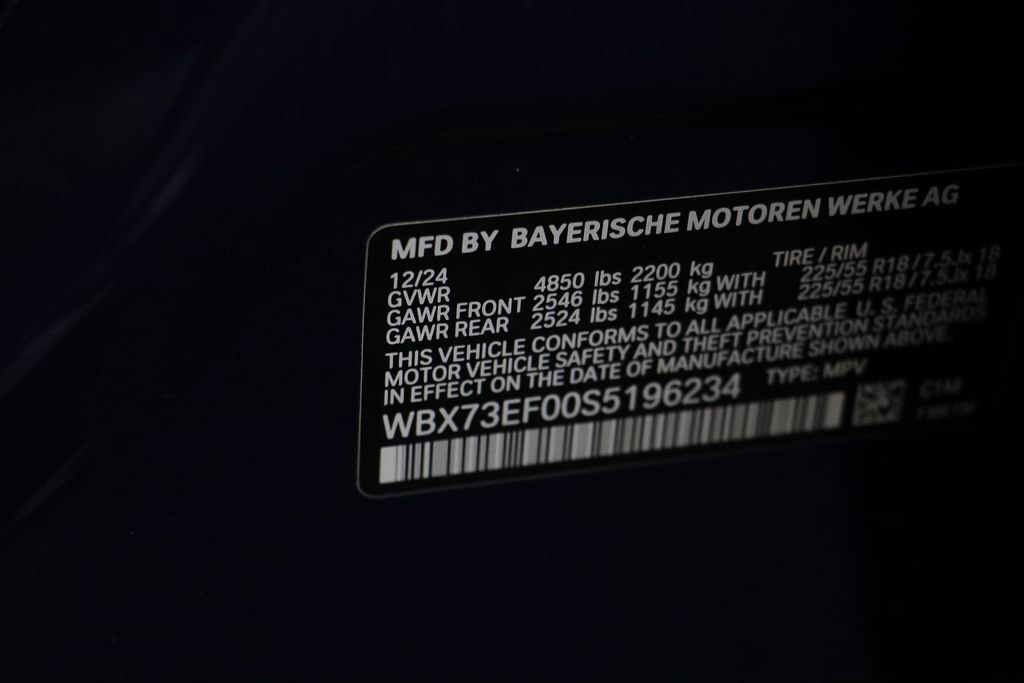 MFD BY BAYERISCHE MOTOREN WERKE AG
12/24 TIRE / RIM
GVWR 4850 lbs 2200 kg
GAWR FRONT 2546 lbs 1155 kg WITH 225/55 R18/7.5Jx 18
GAWR REAR 2524 lbs 1145 kg WITH 225/55 R18/7.5Jx 18
THIS VEHICLE CONFORMS TO ALL APPLICABLE U. S. FEDERAL
MOTOR VEHICLE SAFETY AND THEFT PREVENTION STANDARDS
IN EFFECT ON THE DATE OF MANUFACTURE SHOWN ABOVE.
WBX73EF00S5196234 TYPE: MPV
C1M